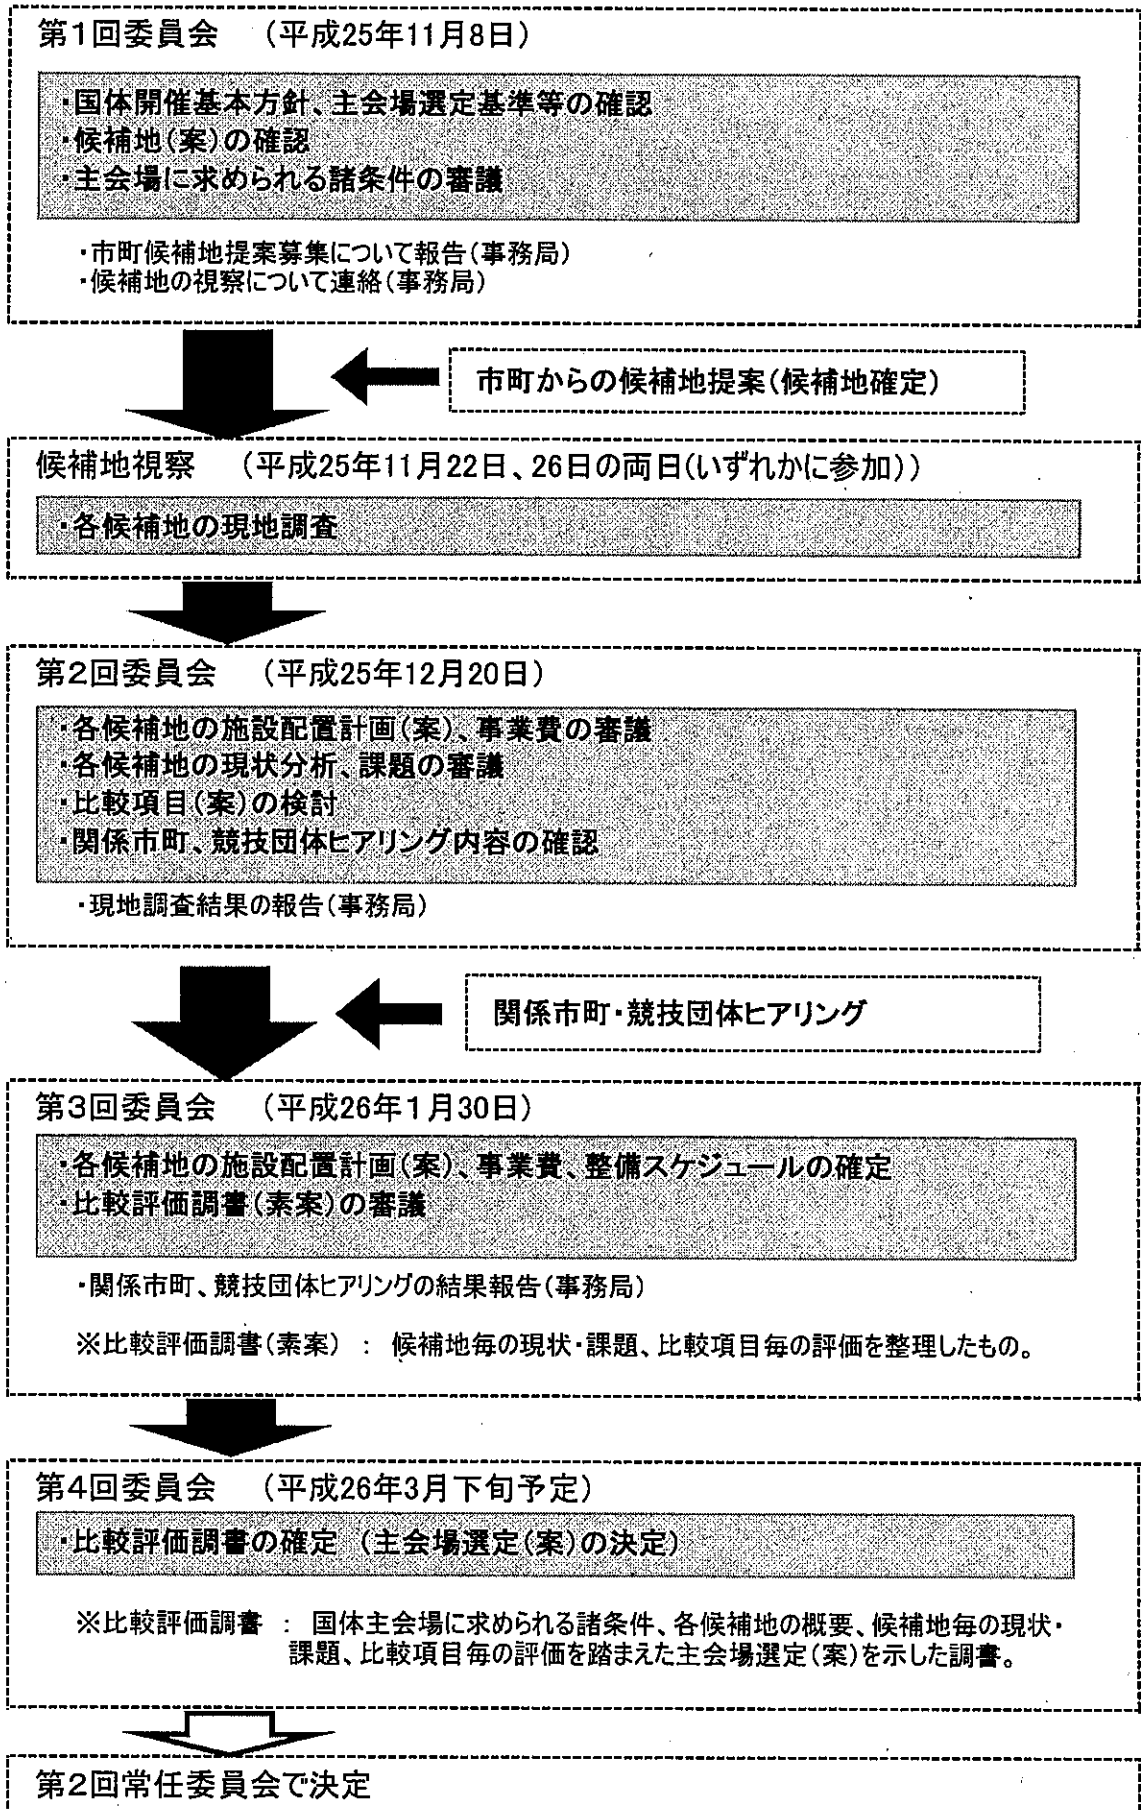 第1回委員会　（平成25年11月8日）
・国体開催基本方針、主会場選定基準等の確認
・候補地（案）の確認
・主会場に求められる諸条件の審議
・市町候補地提案募集について報告（事務局）
・候補地の視察について連絡（事務局）
市町からの候補地提案（候補地確定）
候補地視察　（平成25年11月22日、26日の両日（いずれかに参加））
・各候補地の現地調査
第2回委員会　（平成25年12月20日）
・各候補地の施設配置計画（案）、事業費の審議
・各候補地の現状分析、課題の審議
・比較項目（案）の検討
・関係市町、競技団体ヒアリング内容の確認
・現地調査結果の報告（事務局）
関係市町・競技団体ヒアリング
第3回委員会　（平成26年1月30日）
・各候補地の施設配置計画（案）、事業費、整備スケジュールの確定
・比較評価調書（素案）の審議
・関係市町、競技団体ヒアリングの結果報告（事務局）
※比較評価調書（素案）　：　候補地毎の現状・課題、比較項目毎の評価を整理したもの。
第4回委員会　（平成26年3月下旬予定）
・比較評価調書の確定　（主会場選定（案）の決定）
※比較評価調書　：　国体主会場に求められる諸条件、各候補地の概要、候補地毎の現状・
課題、比較項目毎の評価を踏まえた主会場選定（案）を示した調書。
第2回常任委員会で決定